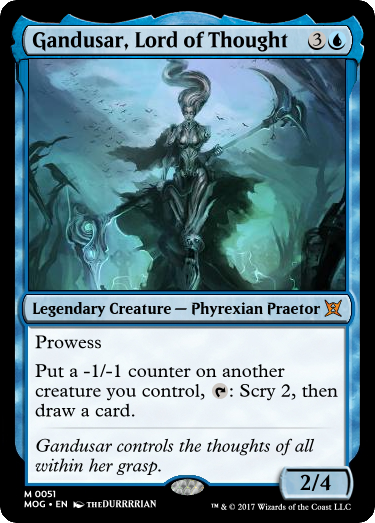 Gandusar, Lord of Thought 3
Legendary Creature — Phyrexian Praetor
Prowess
Put a -1/-1 counter on another
creature you control, : Scry 2, then
draw a card.
Gandusar controls the thoughts of all
within her grasp.
2/4
M 0051
MOG • EN theDURRRRIAN
™ & © 2017 Wizards of the Coast LLC